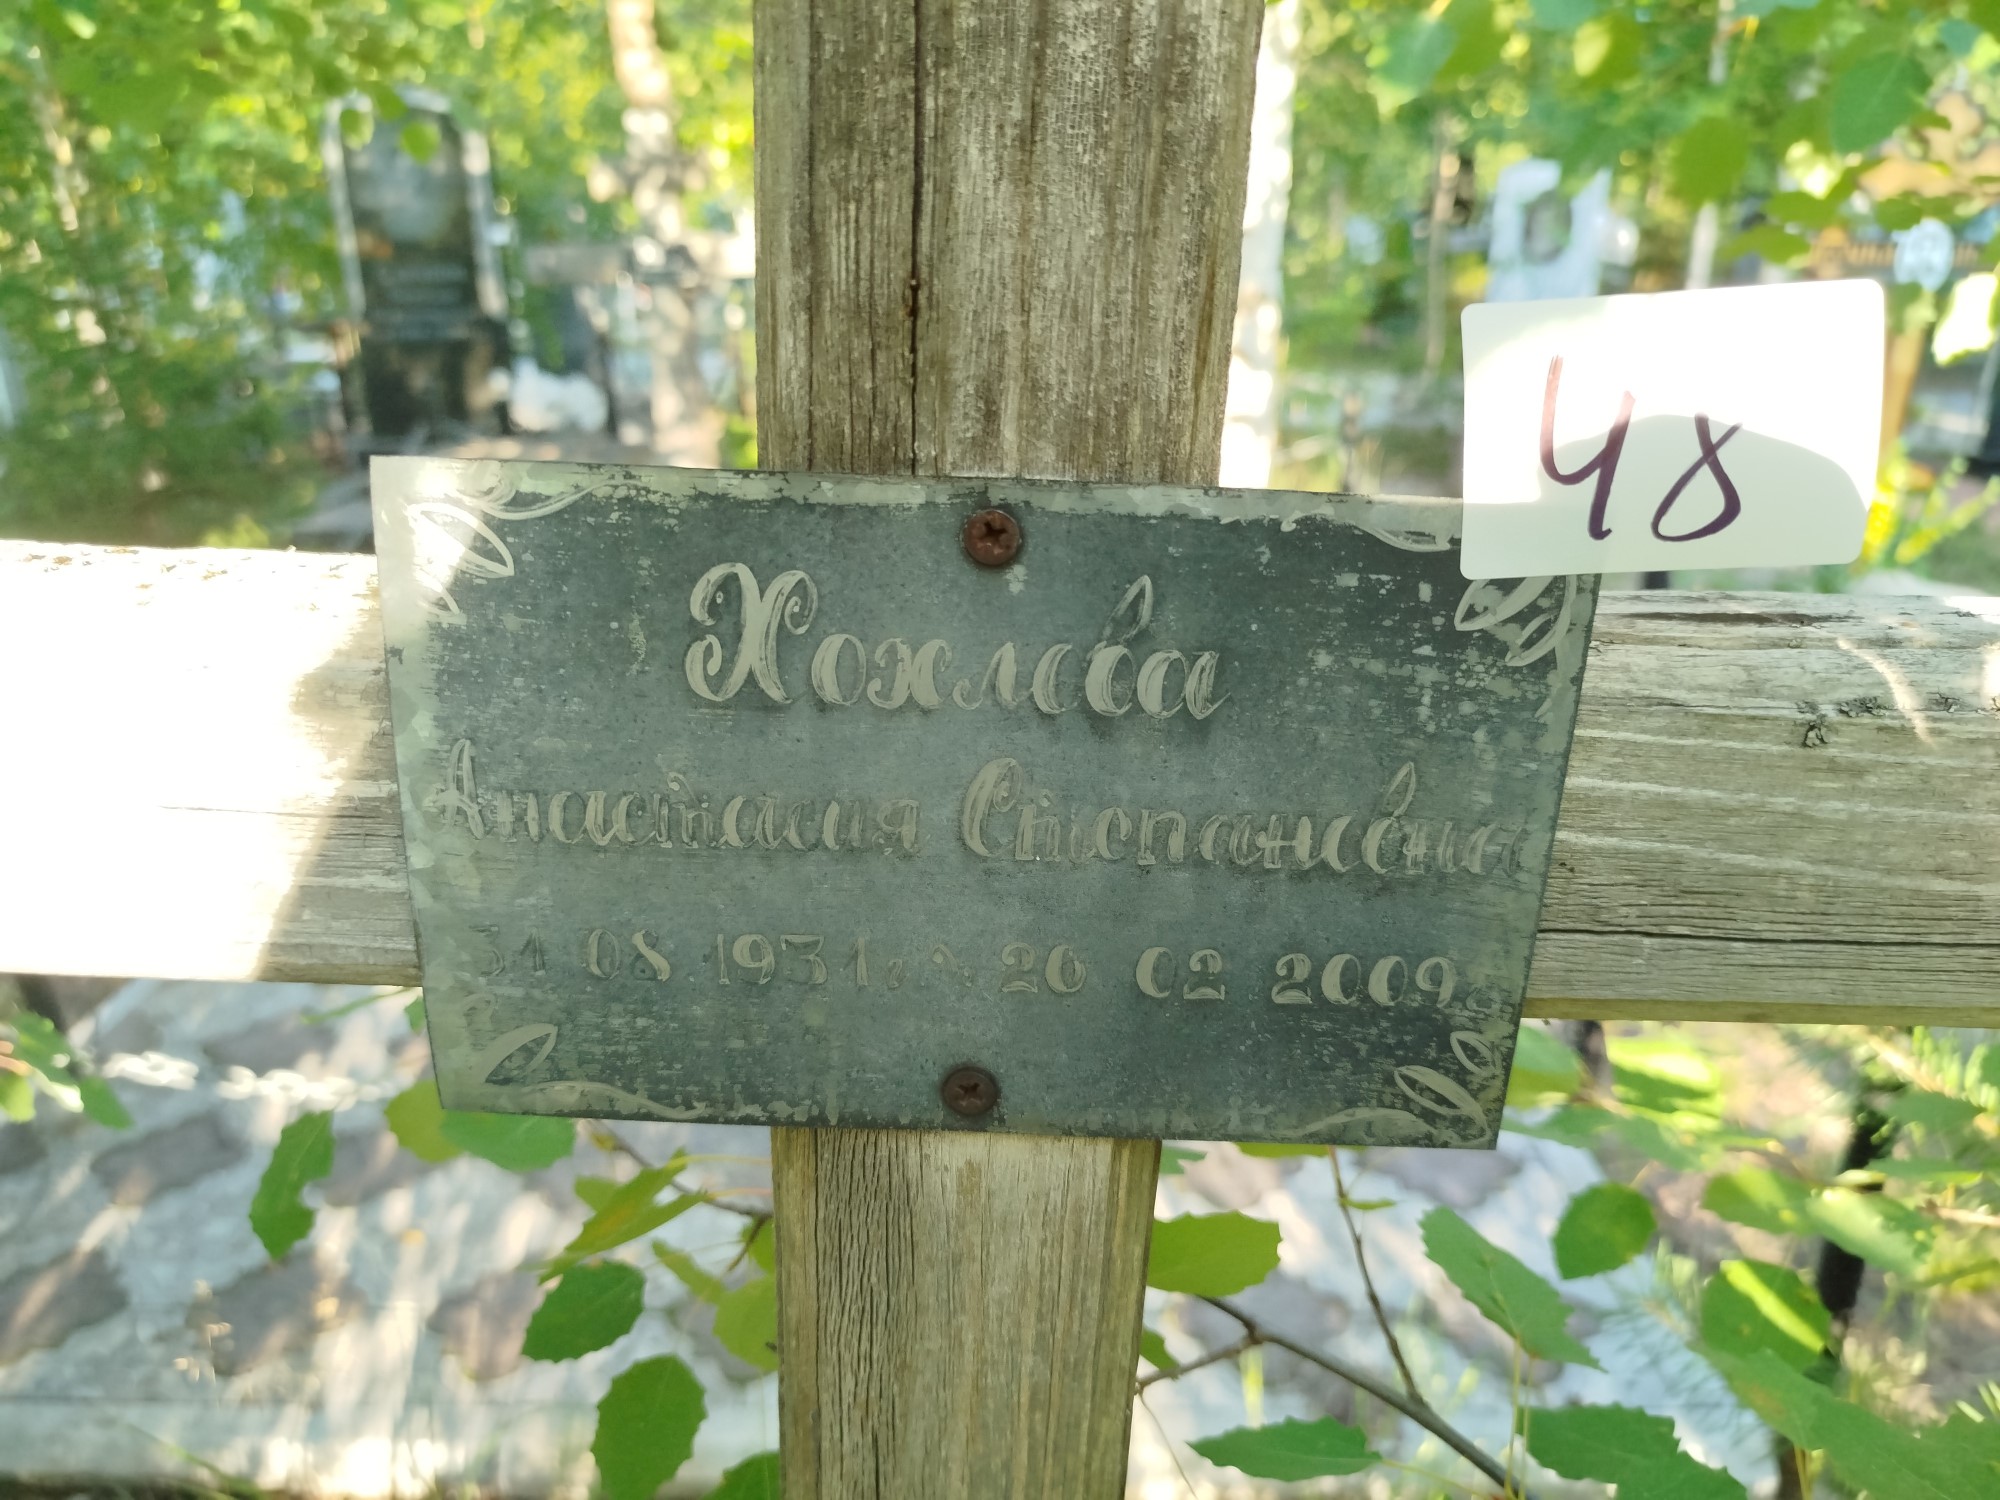 48
Хохлова
Анастасия Степановна
31 08 1931г. 20 02 2009г